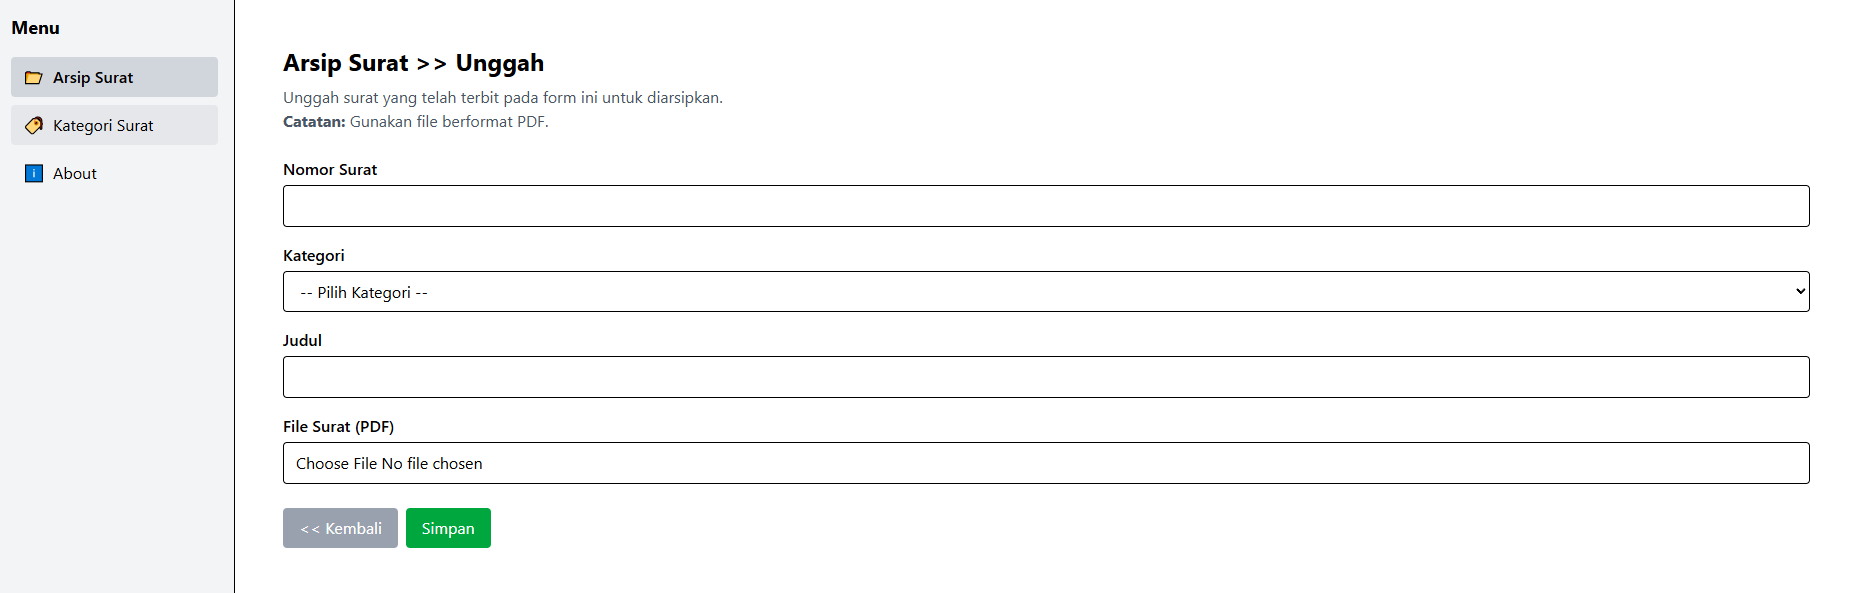 Menu
Arsip Surat
Kategori Surat
i About
Arsip Surat >> Unggah
Unggah surat yang telah terbit pada form ini untuk diarsipkan.
Catatan: Gunakan file berformat PDF.
Nomor Surat
Kategori
-- Pilih Kategori --
Judul
File Surat (PDF)
Choose File No file chosen
<< Kembali
Simpan